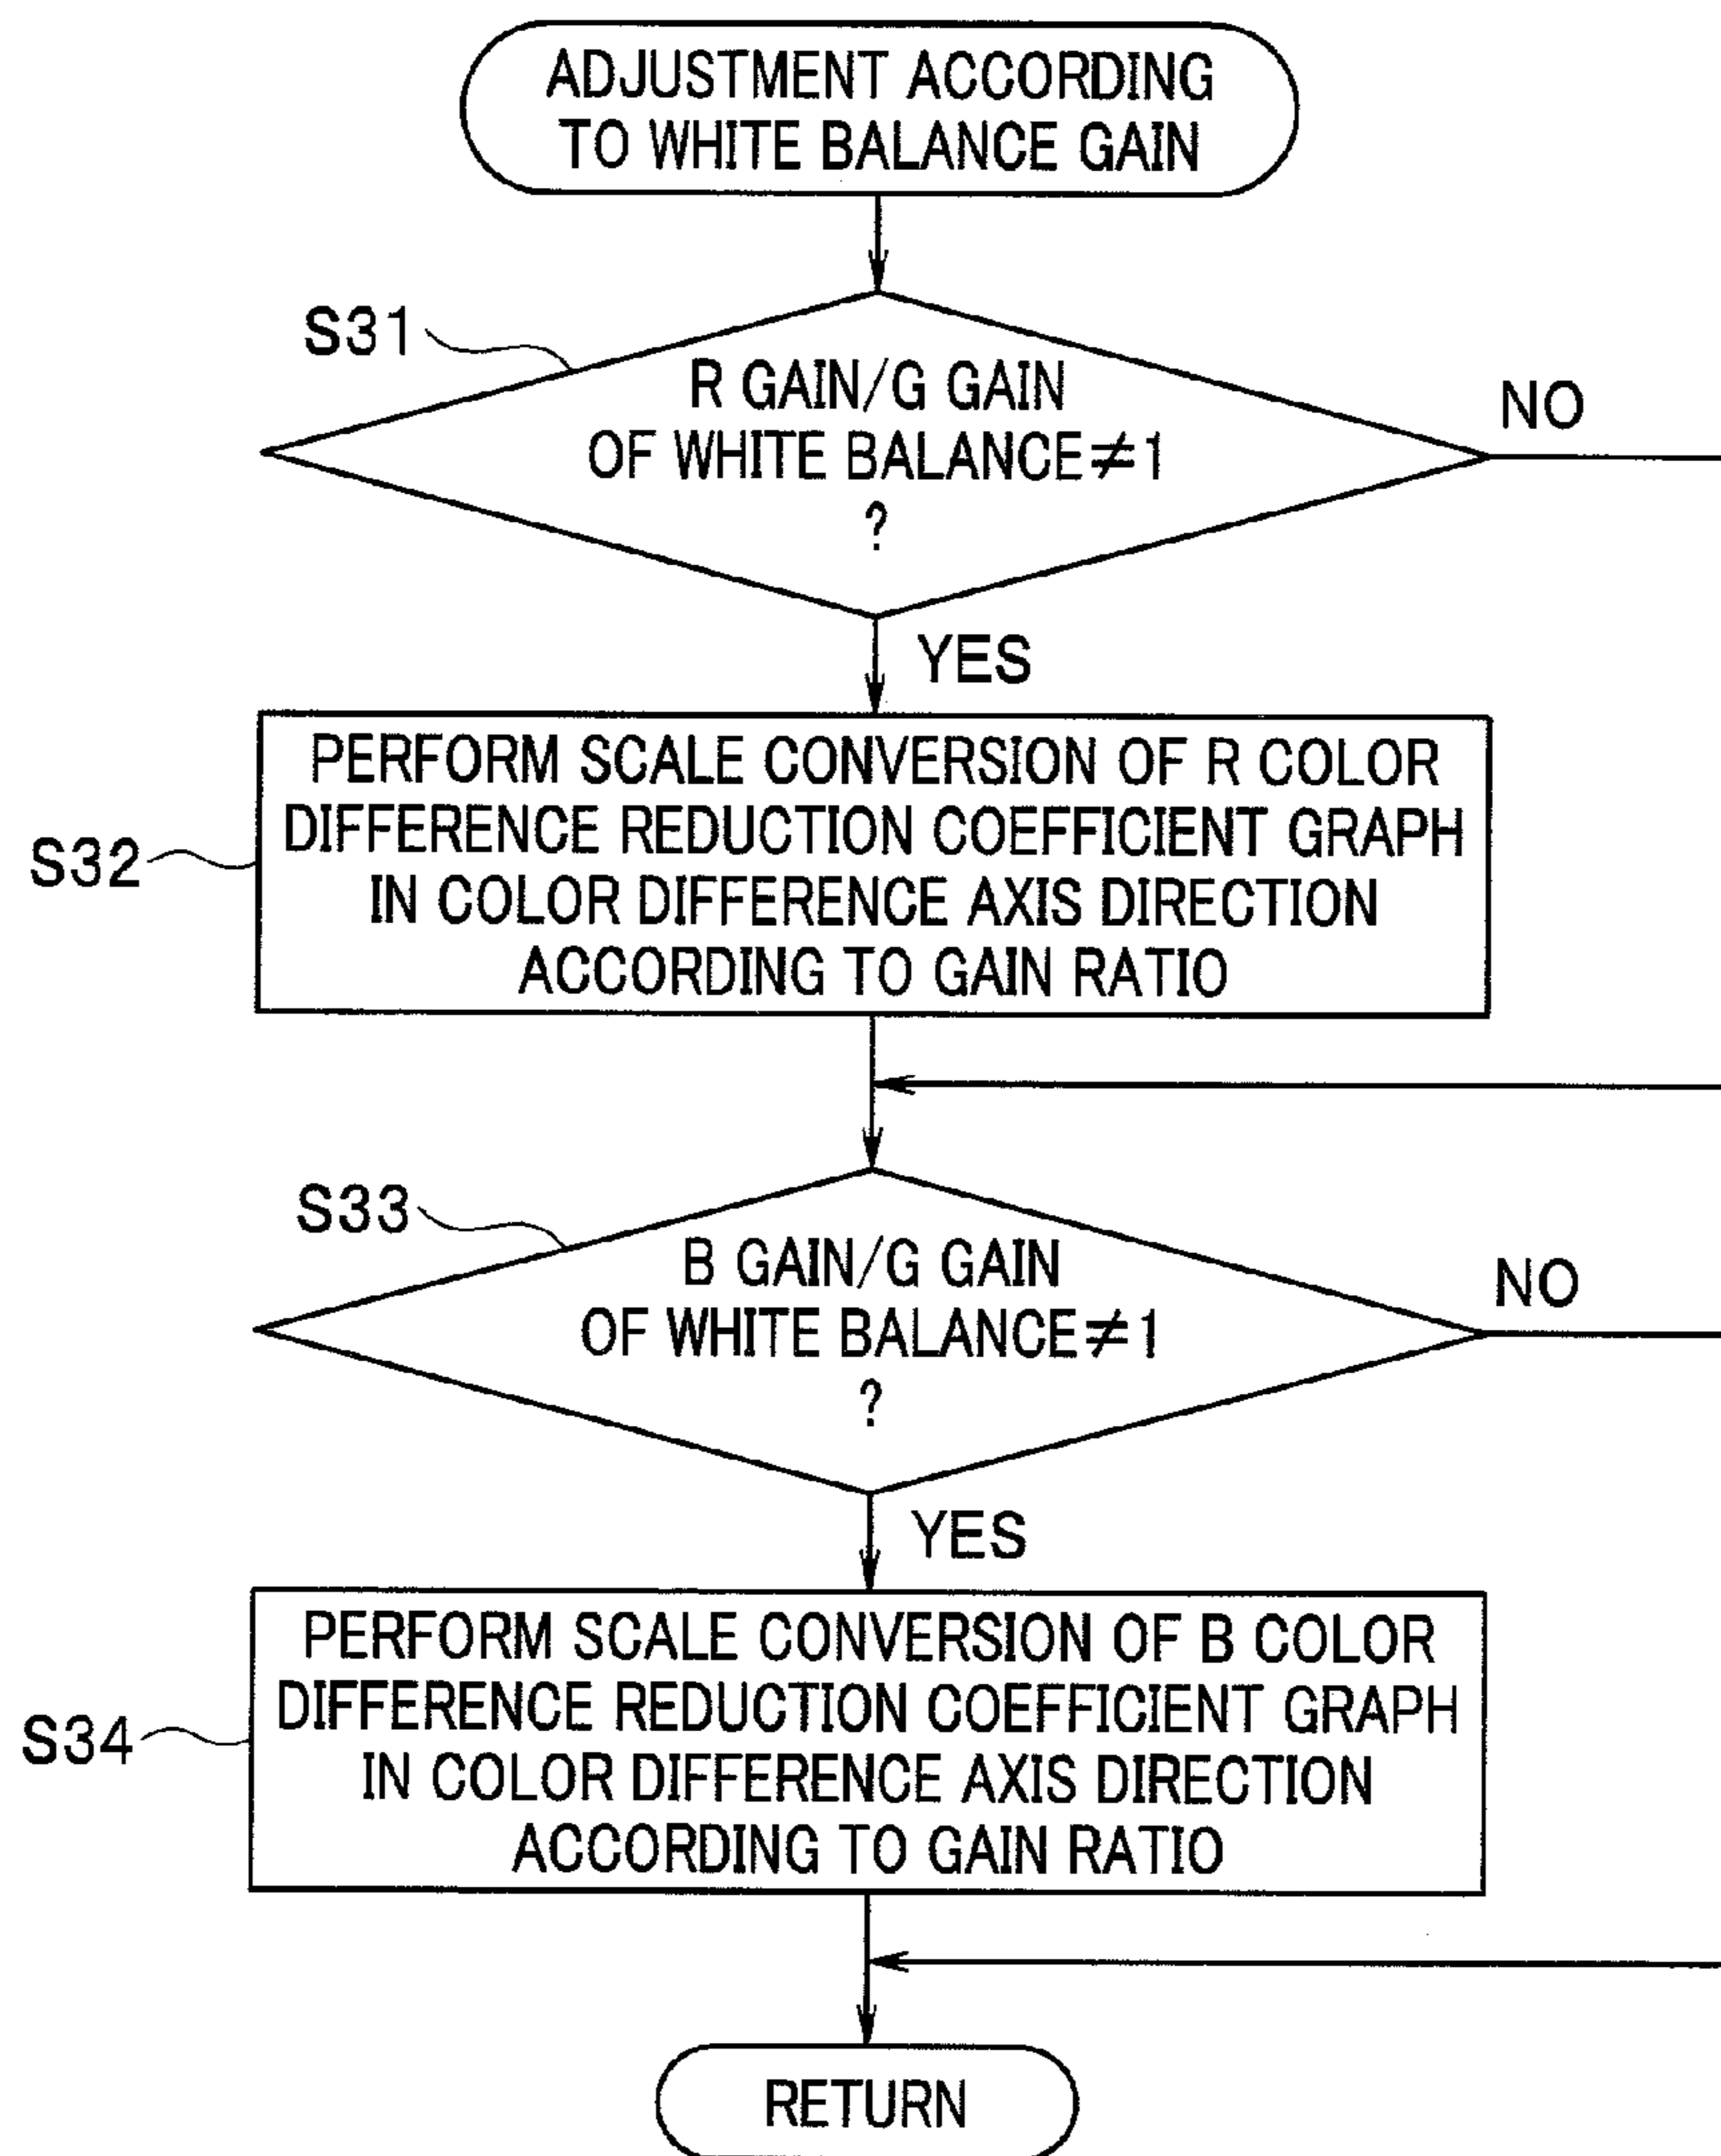 ADJUSTMENT ACCORDING
TO WHITE BALANCE GAIN
S31
R GAIN/G GAIN
OF WHITE BALANCE≠1
?
NO
YES
S32
PERFORM SCALE CONVERSION OF R COLOR
DIFFERENCE REDUCTION COEFFICIENT GRAPH
IN COLOR DIFFERENCE AXIS DIRECTION
ACCORDING TO GAIN RATIO
S33
B GAIN/G GAIN
OF WHITE BALANCE≠1
?
NO
YES
S34
PERFORM SCALE CONVERSION OF B COLOR
DIFFERENCE REDUCTION COEFFICIENT GRAPH
IN COLOR DIFFERENCE AXIS DIRECTION
ACCORDING TO GAIN RATIO
RETURN